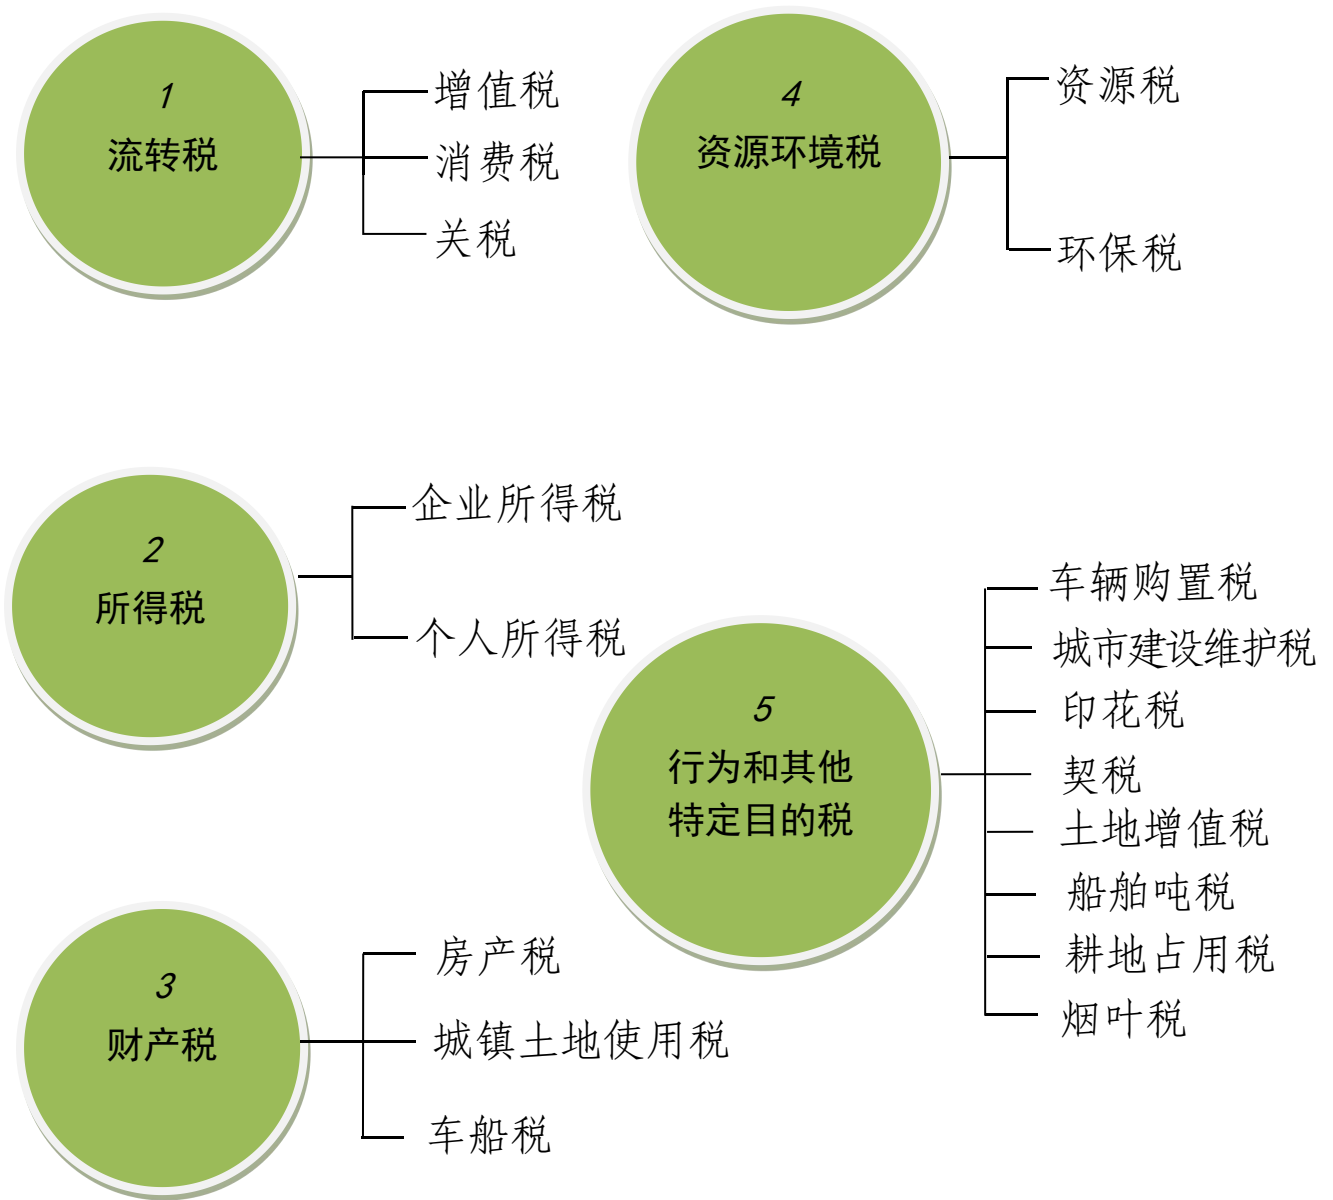 1
流转税
增值税
消费税
关税
2
所得税
企业所得税
个人所得税
3
财产税
房产税
城镇土地使用税
车船税
4
资源环境税
资源税
环保税
5
行为和其他
特定目的税
车辆购置税
城市建设维护税
印花税
契税
土地增值税
船舶吨税
耕地占用税
烟叶税